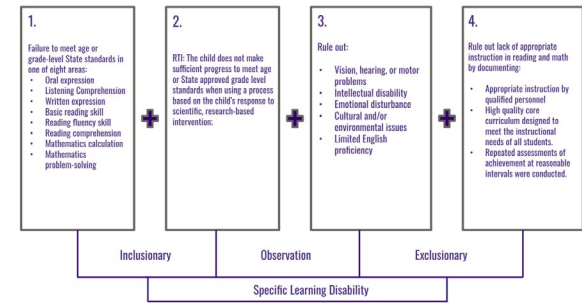 1.
Failure to meet age or
grade-level State standards in
one of eight areas:
• Oral expression
• Listening Comprehension
• Written expression
• Basic reading skill
• Reading fluency skill
• Reading comprehension
• Mathematics calculation
• Mathematics
problem-solving
2.
RTI: The child does not make
sufficient progress to meet age
or State approved grade level
standards when using a process
based on the child's response to
scientific, research-based
intervention;
3.
Rule out:
• Vision, hearing, or motor
problems
• Intellectual disability
• Emotional disturbance
• Cultural and/or
environmental issues
• Limited English
proficiency
4.
Rule out lack of appropriate
instruction in reading and math
by documenting:
• Appropriate instruction by
qualified personnel
• High quality core
curriculum designed to
meet the instructional
needs of all students.
• Repeated assessments of
achievement at reasonable
intervals were conducted.
Inclusionary
Observation
Exclusionary
Specific Learning Disability